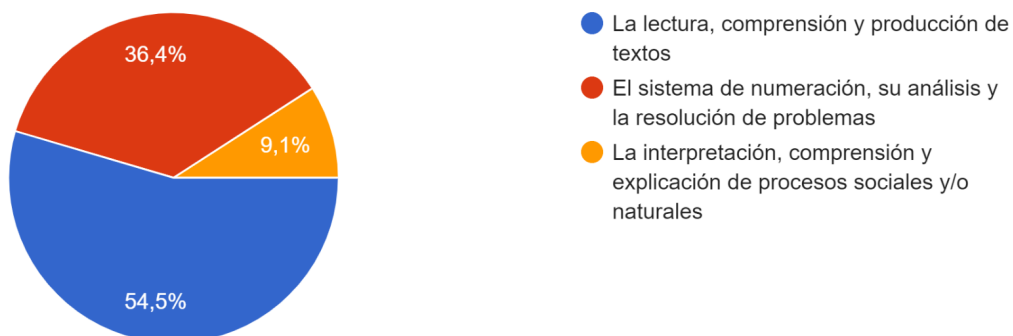 36,4%
9,1%
54,5%
La lectura, comprensión y producción de
textos
El sistema de numeración, su análisis y
la resolución de problemas
La interpretación, comprensión y
explicación de procesos sociales y/o
naturales